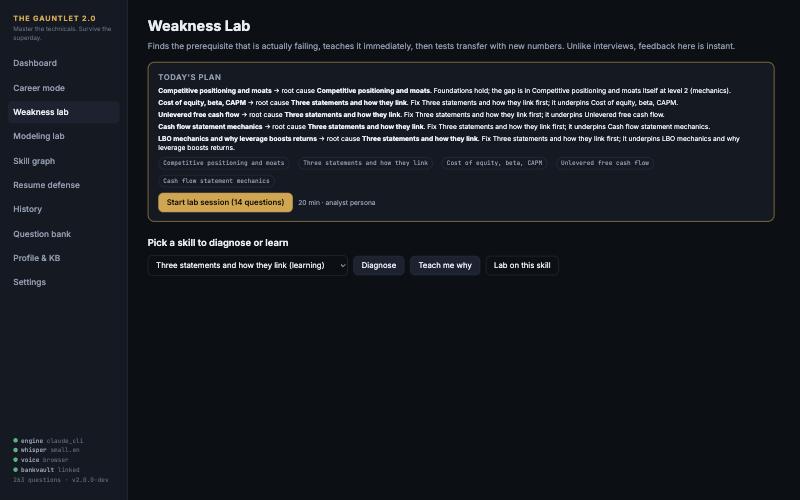 THE GAUNTLET 2.0
Master the technicals. Survive the
superday.
Dashboard
Career mode
Weakness lab
Modeling lab
Skill graph
Resume defense
History
Question bank
Profile & KB
Settings
engine claude_cli
whisper small.en
voice browser
bankvault linked
263 questions · v2.0.0-dev
Weakness Lab
Finds the prerequisite that is actually failing, teaches it immediately, then tests transfer with new numbers. Unlike interviews, feedback here is instant.
TODAY'S PLAN
Competitive positioning and moats → root cause Competitive positioning and moats. Foundations hold; the gap is in Competitive positioning and moats itself at level 2 (mechanics).
Cost of equity, beta, CAPM → root cause Three statements and how they link. Fix Three statements and how they link first; it underpins Cost of equity, beta, CAPM.
Unlevered free cash flow → root cause Three statements and how they link. Fix Three statements and how they link first; it underpins Unlevered free cash flow.
Cash flow statement mechanics → root cause Three statements and how they link. Fix Three statements and how they link first; it underpins Cash flow statement mechanics.
LBO mechanics and why leverage boosts returns → root cause Three statements and how they link. Fix Three statements and how they link first; it underpins LBO mechanics and why
leverage boosts returns.
Competitive positioning and moats Three statements and how they link Cost of equity, beta, CAPM Unlevered free cash flow
Cash flow statement mechanics
Start lab session (14 questions) 20 min · analyst persona
Pick a skill to diagnose or learn
Three statements and how they link (learning) Diagnose Teach me why Lab on this skill